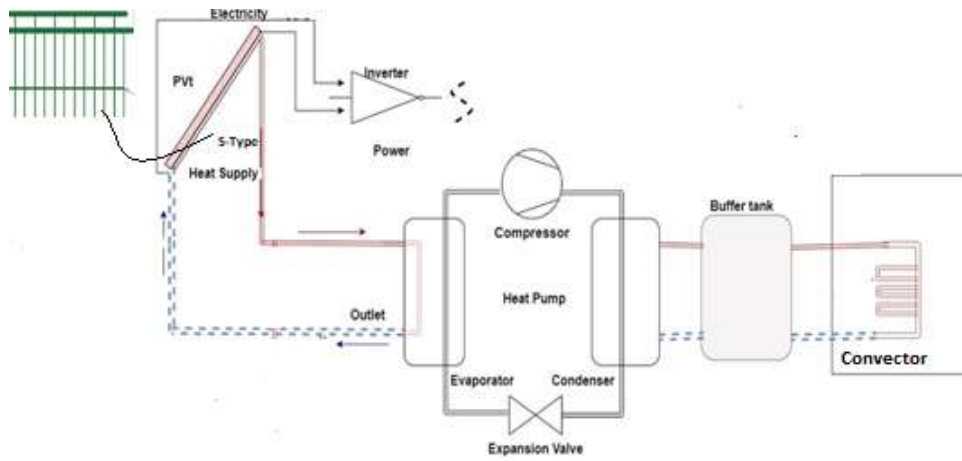 Electricity
PVt
Inverter
S-Type
Heat Supply
Power
Compressor
Buffer tank
Heat Pump
Outlet
Evaporator
Condenser
Convector
Expansion Valve